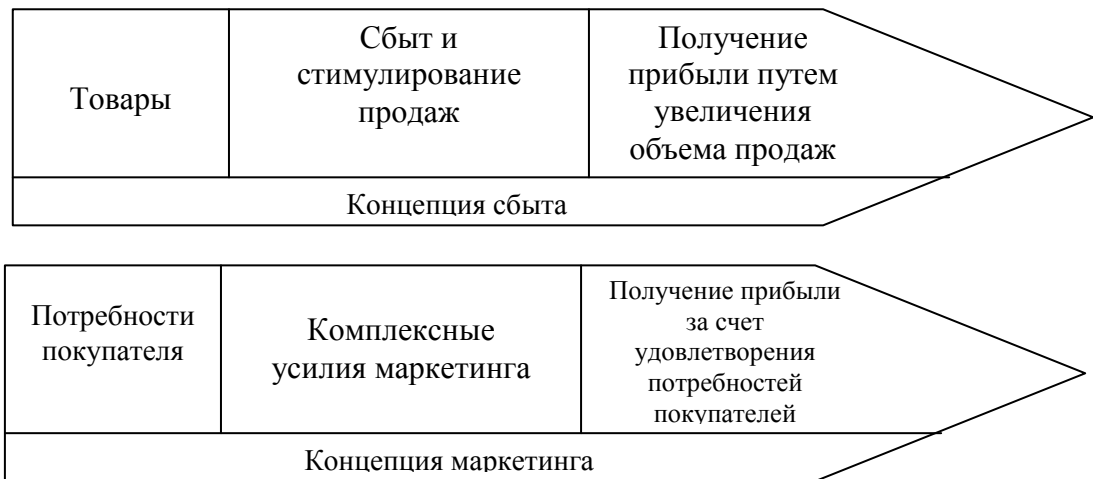 Товары
Сбыт и
стимулирование
продаж
Получение
прибыли путем
увеличения
объема продаж
Концепция сбыта
Потребности
покупателя
Комплексные
усилия маркетинга
Получение прибыли
за счет
удовлетворения
потребностей
покупателей
Концепция маркетинга